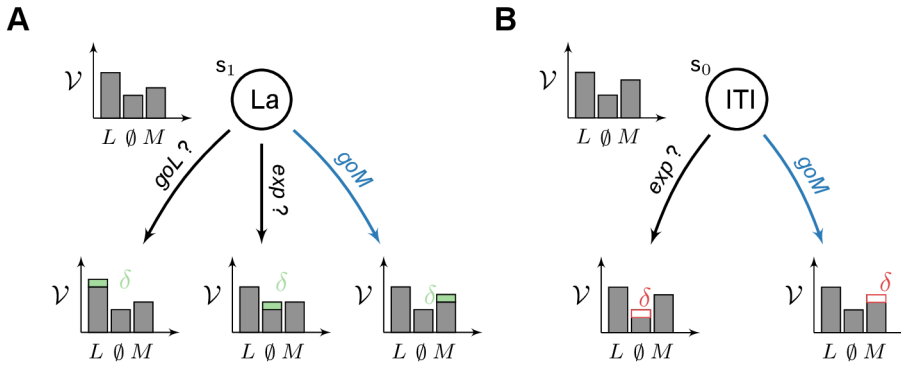 A
B
𝒱
L ∅ M
s₁
La
goL ?
exp ?
goM
𝒱
L ∅ M
δ
𝒱
L ∅ M
δ
𝒱
L ∅ M
δ
𝒱
L ∅ M
s₀
ITI
exp ?
goM
𝒱
L ∅ M
δ
𝒱
L ∅ M
δ